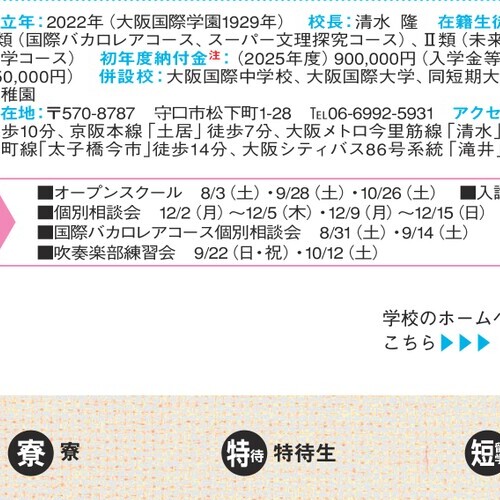 立年：2022年（大阪国際学園1929年） 校長：清水 隆 在籍生徒
類（国際バカロレアコース、スーパー文理探究コース）、Ⅱ類（未来
学コース） 初年度納付金注：（2025年度）900,000円（入学金等
50,000円） 併設校：大阪国際中学校、大阪国際大学、同短期大
稚園
在地：〒570-8787 守口市松下町1-28 ℡06-6992-5931 アクセ
歩10分、京阪本線「土居」徒歩7分、大阪メトロ今里筋線「清水」
町線「太子橋今市」徒歩14分、大阪シティバス86号系統「滝井」
■オープンスクール 8/3（土）・9/28（土）・10/26（土） ■入試
■個別相談会 12/2（月）～12/5（木）・12/9（月）～12/15（日）
■国際バカロレアコース個別相談会 8/31（土）・9/14（土）
■吹奏楽部練習会 9/22（日・祝）・10/12（土）
学校のホームペ
こちら▶▶▶
寮 寮 特待 特待生 短